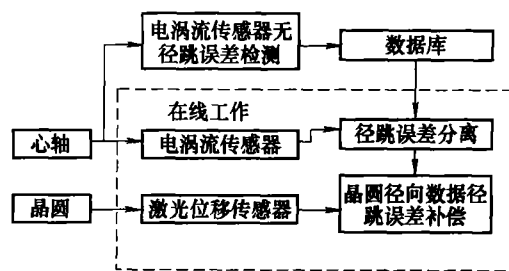 电涡流传感器无
径跳误差检测
数据库
在线工作
心轴
电涡流传感器
径跳误差分离
晶圆
激光位移传感器
晶圆径向数据径
跳误差补偿